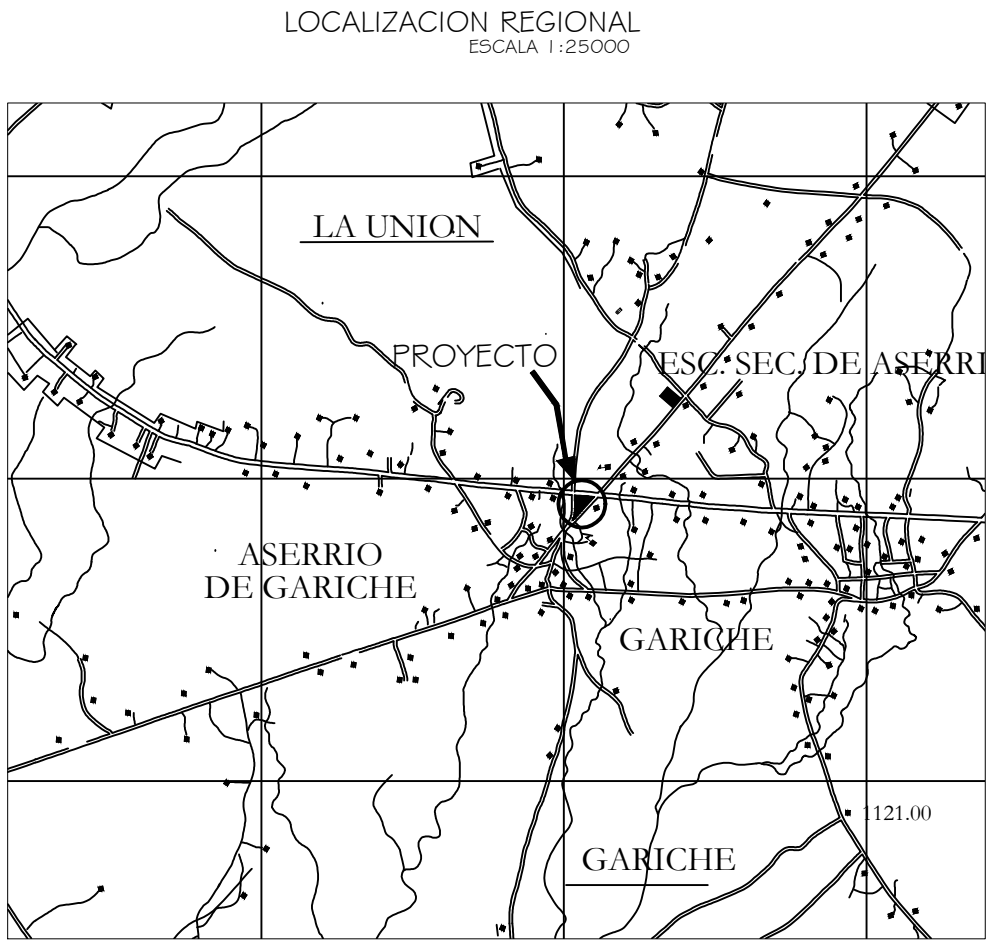 LOCALIZACION REGIONAL
ESCALA 1:25000
LA UNION
PROYECTO
ESC. SEC. DE ASERRI
ASERRIO
DE GARICHE
GARICHE
1121.00
GARICHE